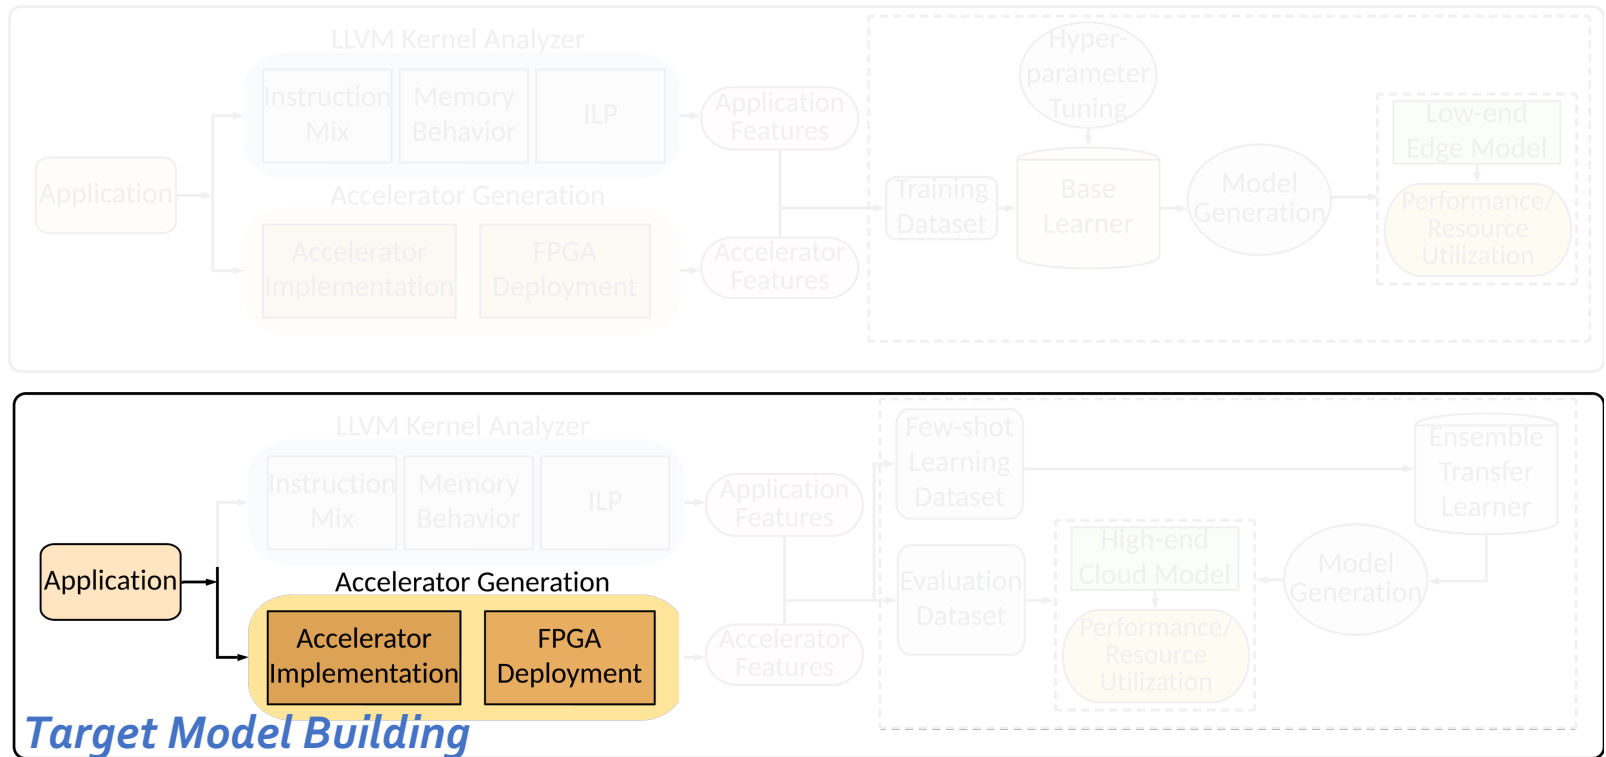 LLVM Kernel Analyzer
Instruction
Mix
Memory
Behavior
ILP
Application
Features
Application
Accelerator Generation
Accelerator
Implementation
FPGA
Deployment
Accelerator
Features
Hyper-
parameter
Tuning
Training
Dataset
Base
Learner
Model
Generation
Low-end
Edge Model
Performance/
Resource
Utilization
LLVM Kernel Analyzer
Instruction
Mix
Memory
Behavior
ILP
Application
Features
Application
Accelerator Generation
Accelerator
Implementation
FPGA
Deployment
Accelerator
Features
Few-shot
Learning
Dataset
Evaluation
Dataset
Ensemble
Transfer
Learner
High-end
Cloud Model
Model
Generation
Performance/
Resource
Utilization
Target Model Building